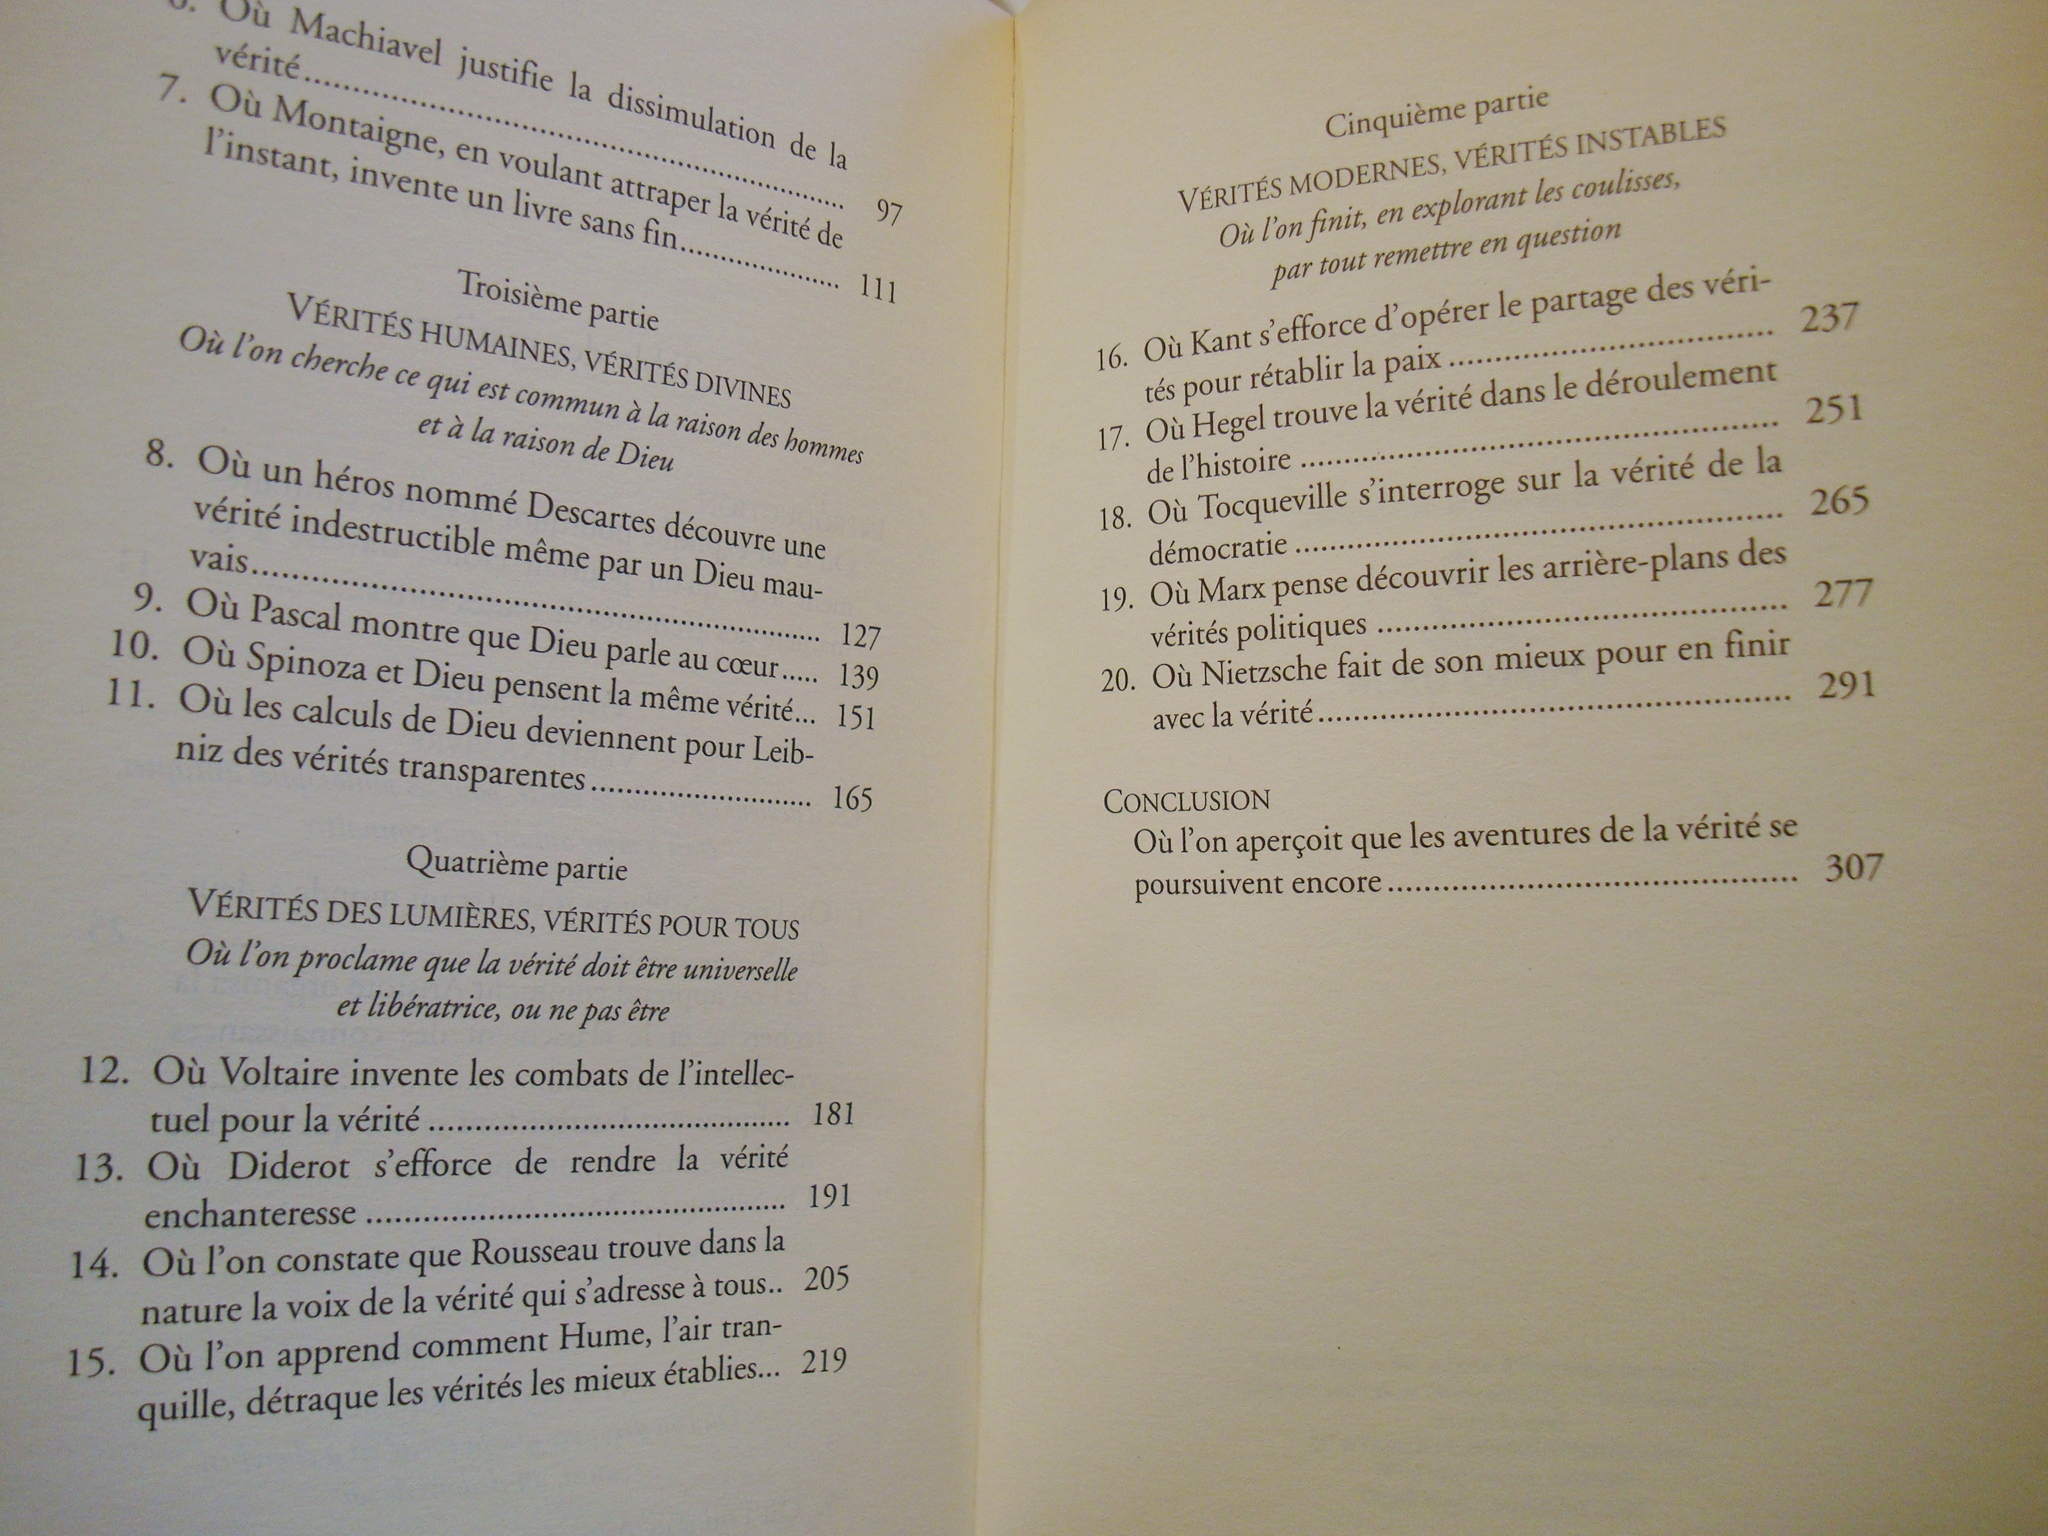 6. Où Machiavel justifie la dissimulation de la
vérité.......... 97
7. Où Montaigne, en voulant attraper la vérité de
l'instant, invente un livre sans fin.......... 111
Troisième partie
VÉRITÉS HUMAINES, VÉRITÉS DIVINES
Où l'on cherche ce qui est commun à la raison des hommes
et à la raison de Dieu
8. Où un héros nommé Descartes découvre une
vérité indestructible même par un Dieu mau-
vais.......... 127
9. Où Pascal montre que Dieu parle au cœur..... 139
10. Où Spinoza et Dieu pensent la même vérité... 151
11. Où les calculs de Dieu deviennent pour Leib-
niz des vérités transparentes.......... 165
Quatrième partie
VÉRITÉS DES LUMIÈRES, VÉRITÉS POUR TOUS
Où l'on proclame que la vérité doit être universelle
et libératrice, ou ne pas être
12. Où Voltaire invente les combats de l'intellec-
tuel pour la vérité.......... 181
13. Où Diderot s'efforce de rendre la vérité
enchanteresse.......... 191
14. Où l'on constate que Rousseau trouve dans la
nature la voix de la vérité qui s'adresse à tous.. 205
15. Où l'on apprend comment Hume, l'air tran-
quille, détraque les vérités les mieux établies... 219
Cinquième partie
VÉRITÉS MODERNES, VÉRITÉS INSTABLES
Où l'on finit, en explorant les coulisses,
par tout remettre en question
16. Où Kant s'efforce d'opérer le partage des véri-
tés pour rétablir la paix.......... 237
17. Où Hegel trouve la vérité dans le déroulement
de l'histoire.......... 251
18. Où Tocqueville s'interroge sur la vérité de la
démocratie.......... 265
19. Où Marx pense découvrir les arrière-plans des
vérités politiques.......... 277
20. Où Nietzsche fait de son mieux pour en finir
avec la vérité.......... 291
CONCLUSION
Où l'on aperçoit que les aventures de la vérité se
poursuivent encore.......... 307